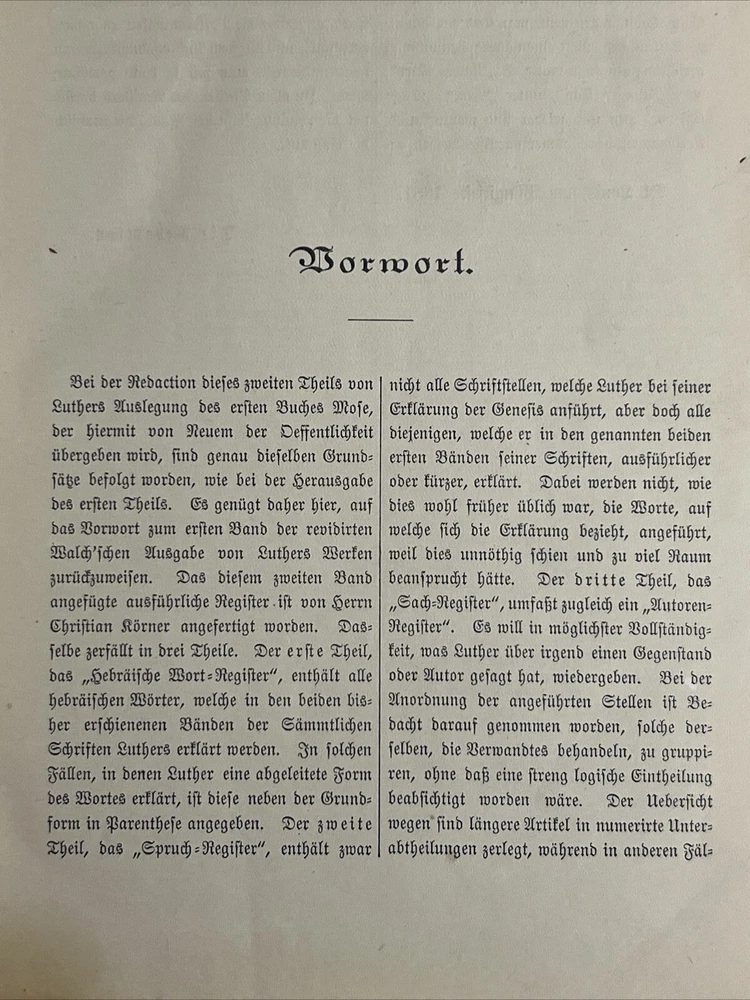 Vorwort.
Bei der Redaction dieses zweiten Theils von
Luthers Auslegung des ersten Buches Mose,
der hiermit von Neuem der Oeffentlichkeit
übergeben wird, sind genau dieselben Grund=
sätze befolgt worden, wie bei der Herausgabe
des ersten Theils. Es genügt daher hier, auf
das Vorwort zum ersten Band der revidirten
Walch'schen Ausgabe von Luthers Werken
zurückzuweisen. Das diesem zweiten Band
angefügte ausführliche Register ist von Herrn
Christian Körner angefertigt worden. Das=
selbe zerfällt in drei Theile. Der erste Theil,
das „Hebräische Wort=Register“, enthält alle
hebräischen Wörter, welche in den beiden bis=
her erschienenen Bänden der Sämmtlichen
Schriften Luthers erklärt werden. In solchen
Fällen, in denen Luther eine abgeleitete Form
des Wortes erklärt, ist diese neben der Grund=
form in Parenthese angegeben. Der zweite
Theil, das „Spruch=Register“, enthält zwar
nicht alle Schriftstellen, welche Luther bei seiner
Erklärung der Genesis anführt, aber doch alle
diejenigen, welche er in den genannten beiden
ersten Bänden seiner Schriften, ausführlicher
oder kürzer, erklärt. Dabei werden nicht, wie
dies wohl früher üblich war, die Worte, auf
welche sich die Erklärung bezieht, angeführt,
weil dies unnöthig schien und zu viel Raum
beansprucht hätte. Der dritte Theil, das
„Sach=Register“, umfaßt zugleich ein „Autoren=
Register“. Es will in möglichster Vollständig=
keit, was Luther über irgend einen Gegenstand
oder Autor gesagt hat, wiedergeben. Bei der
Anordnung der angeführten Stellen ist Be=
dacht darauf genommen worden, solche der=
selben, die Verwandtes behandeln, zu gruppi=
ren, ohne daß eine streng logische Eintheilung
beabsichtigt worden wäre. Der Uebersicht
wegen sind längere Artikel in numerirte Unter=
abtheilungen zerlegt, während in anderen Fäl=